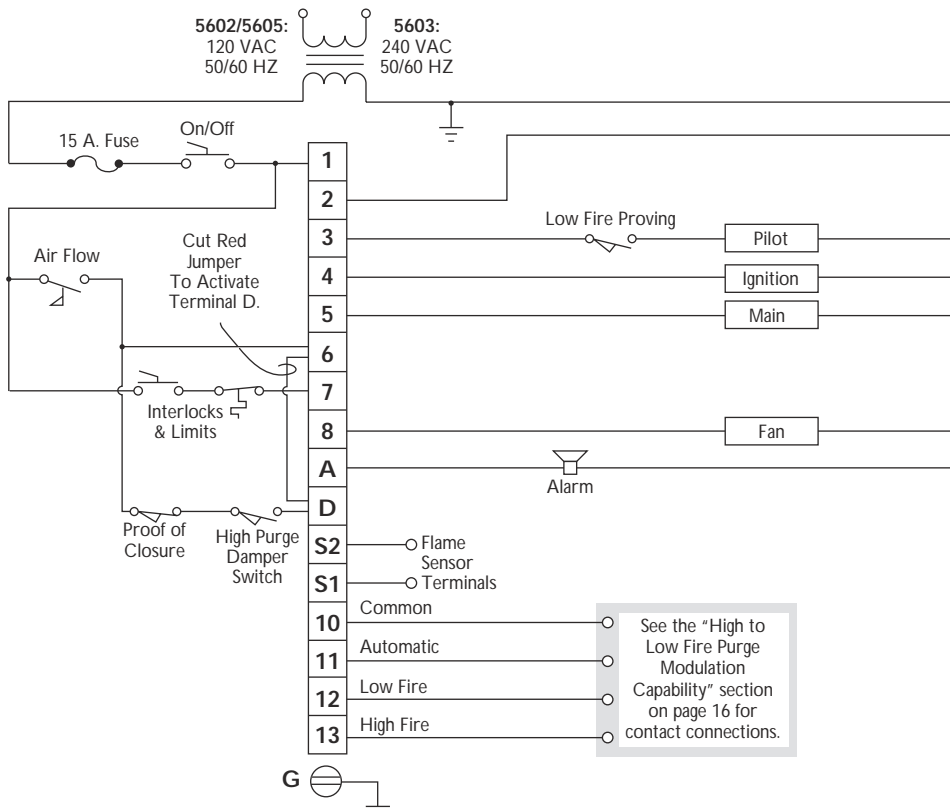 5602/5605:
120 VAC
50/60 HZ
5603:
240 VAC
50/60 HZ
15 A. Fuse
On/Off
1
2
Low Fire Proving
3
Pilot
Air Flow
Cut Red
Jumper
To Activate
Terminal D.
4
Ignition
5
Main
6
7
Interlocks
& Limits
8
Fan
A
Alarm
D
Proof of
Closure
High Purge
Damper
Switch
S2
Flame
Sensor
Terminals
S1
10
Common
11
Automatic
12
Low Fire
13
High Fire
See the "High to
Low Fire Purge
Modulation
Capability" section
on page 16 for
contact connections.
G